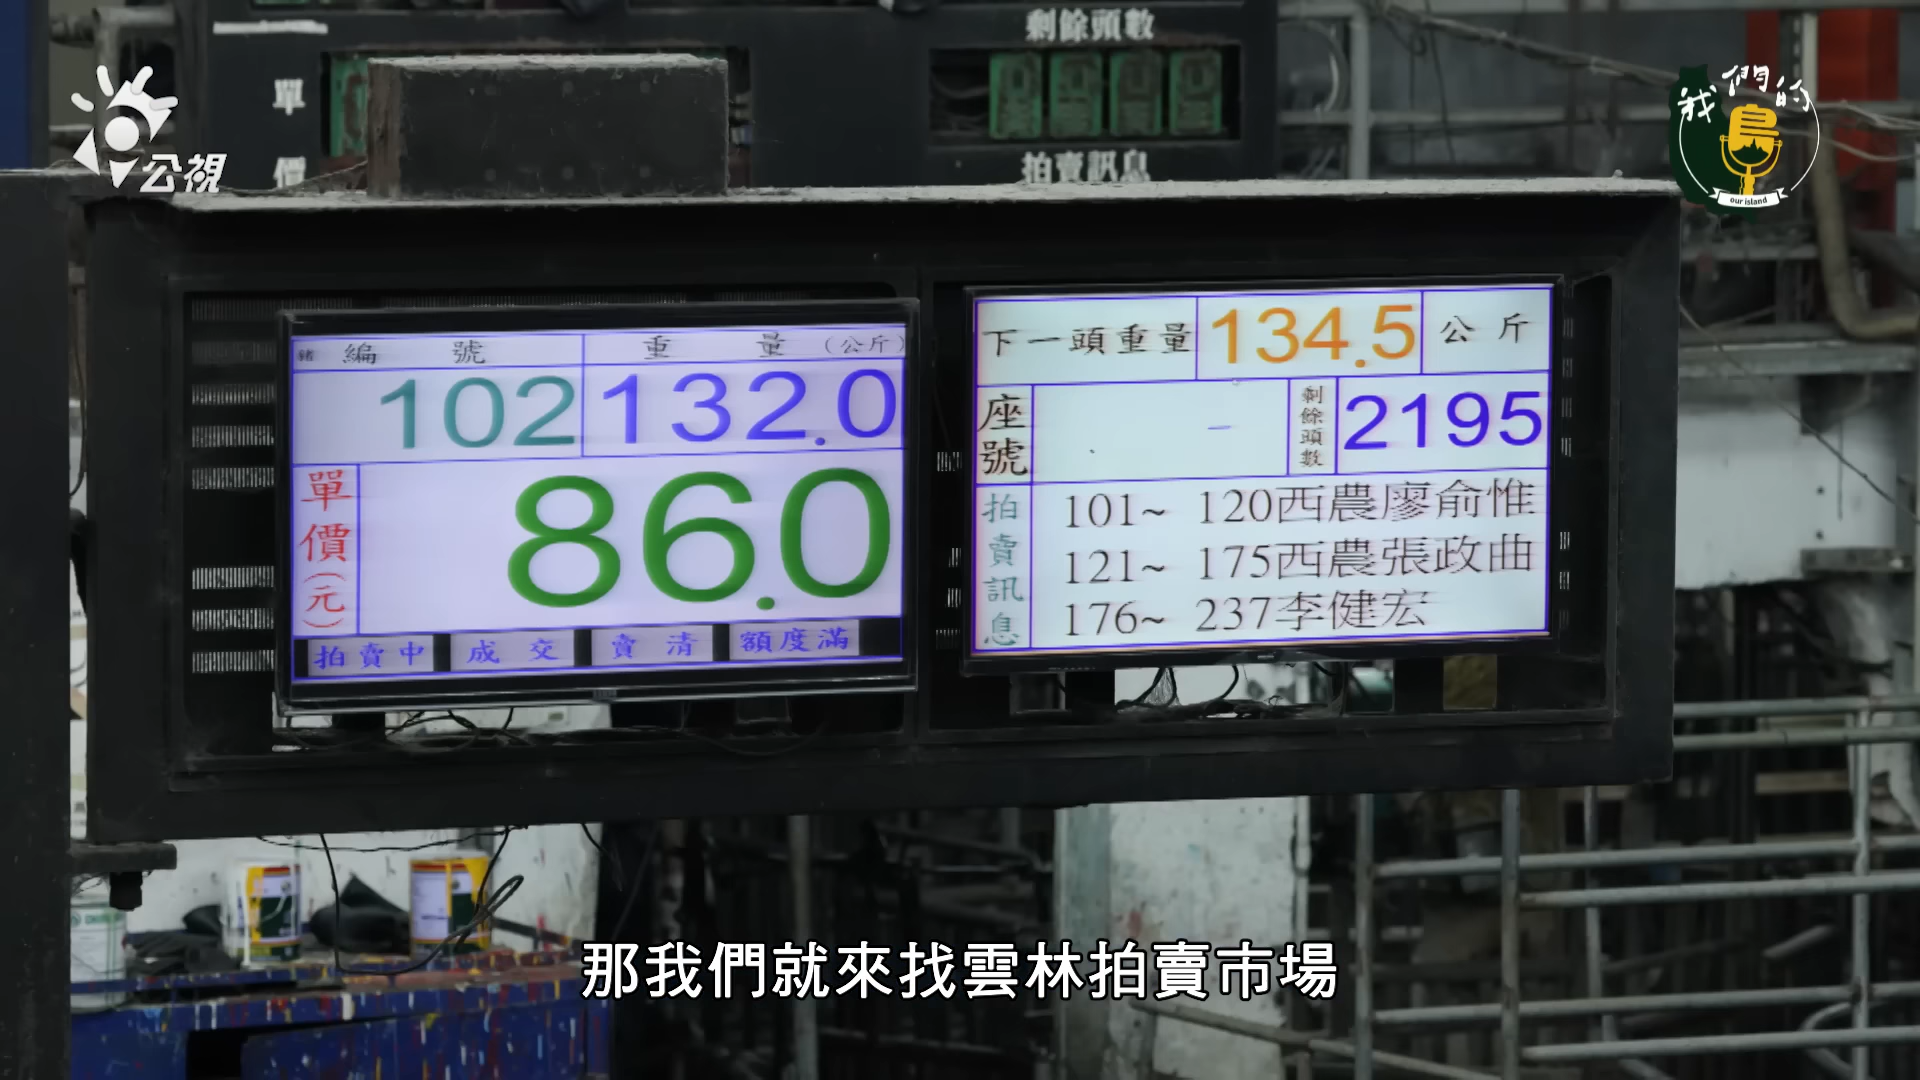 剩餘頭數
單價
拍賣訊息
公視
我們的島
our island
豬編號 重量(公斤)
102 132.0
單價(元) 86.0
拍賣中 成交 賣清 額度滿
下一頭重量 134.5 公斤
座號 - 剩餘頭數 2195
拍賣訊息
101~ 120西農廖俞惟
121~ 175西農張政曲
176~ 237李健宏
那我們就來找雲林拍賣市場